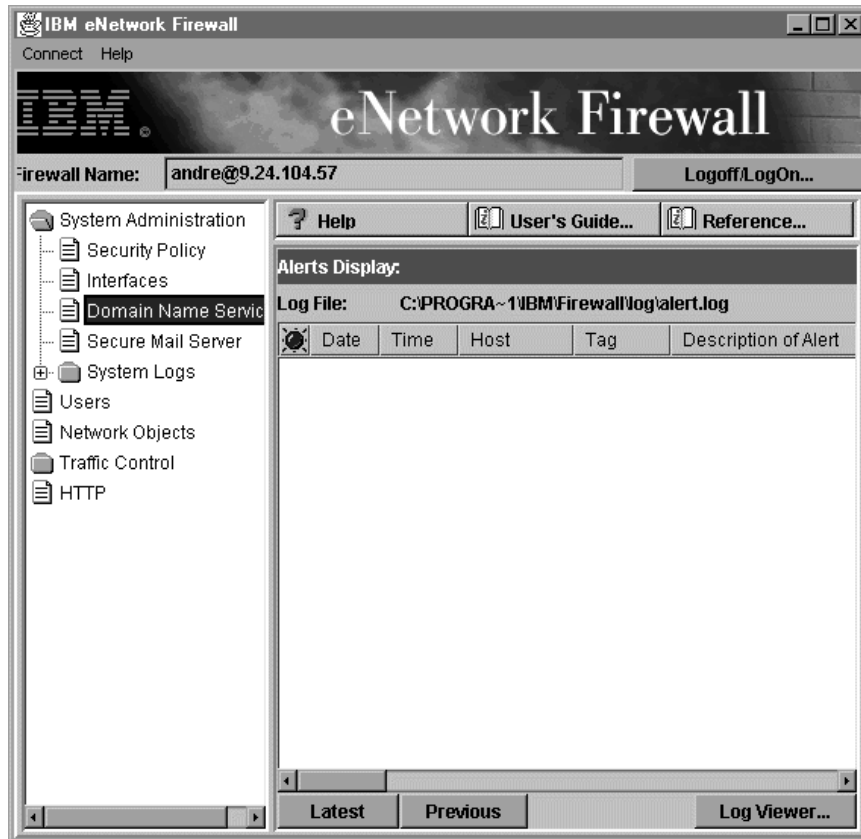 IBM eNetwork Firewall
Connect Help
IBM. eNetwork Firewall
Firewall Name: andre@9.24.104.57 Logoff/LogOn...
System Administration
Security Policy
Interfaces
Domain Name Servic
Secure Mail Server
System Logs
Users
Network Objects
Traffic Control
HTTP
? Help User's Guide... Reference...
Alerts Display:
Log File: C:\PROGRA~1\IBM\Firewall\log\alert.log
Date Time Host Tag Description of Alert
Latest Previous Log Viewer...